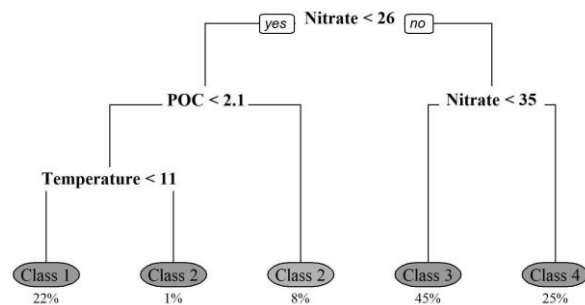 yes Nitrate < 26 no
POC < 2.1 Nitrate < 35
Temperature < 11
Class 1 Class 2 Class 2 Class 3 Class 4
22% 1% 8% 45% 25%